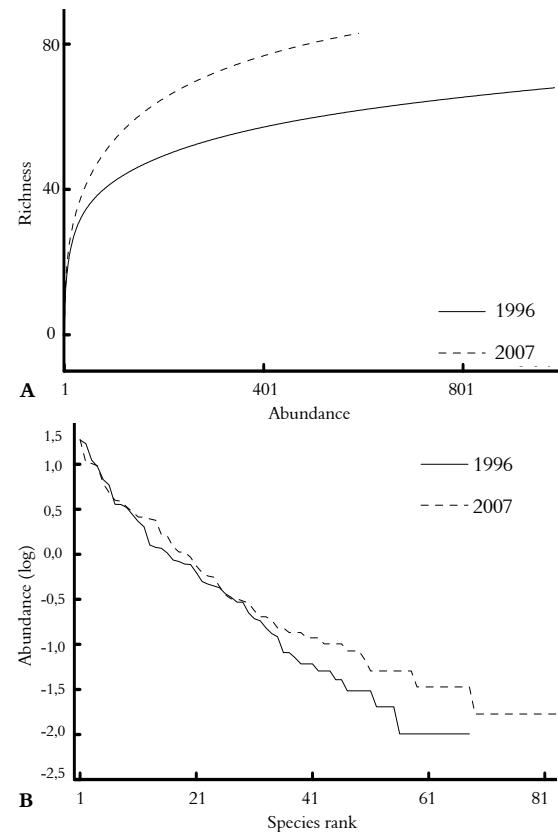 80
Richness
40
0
1996
2007
A
1 401 801
Abundance
1,5
1,0
0,5
0,0
-0,5
-1,0
-1,5
-2,0
-2,5
Abundance (log)
1996
2007
B
1 21 41 61 81
Species rank